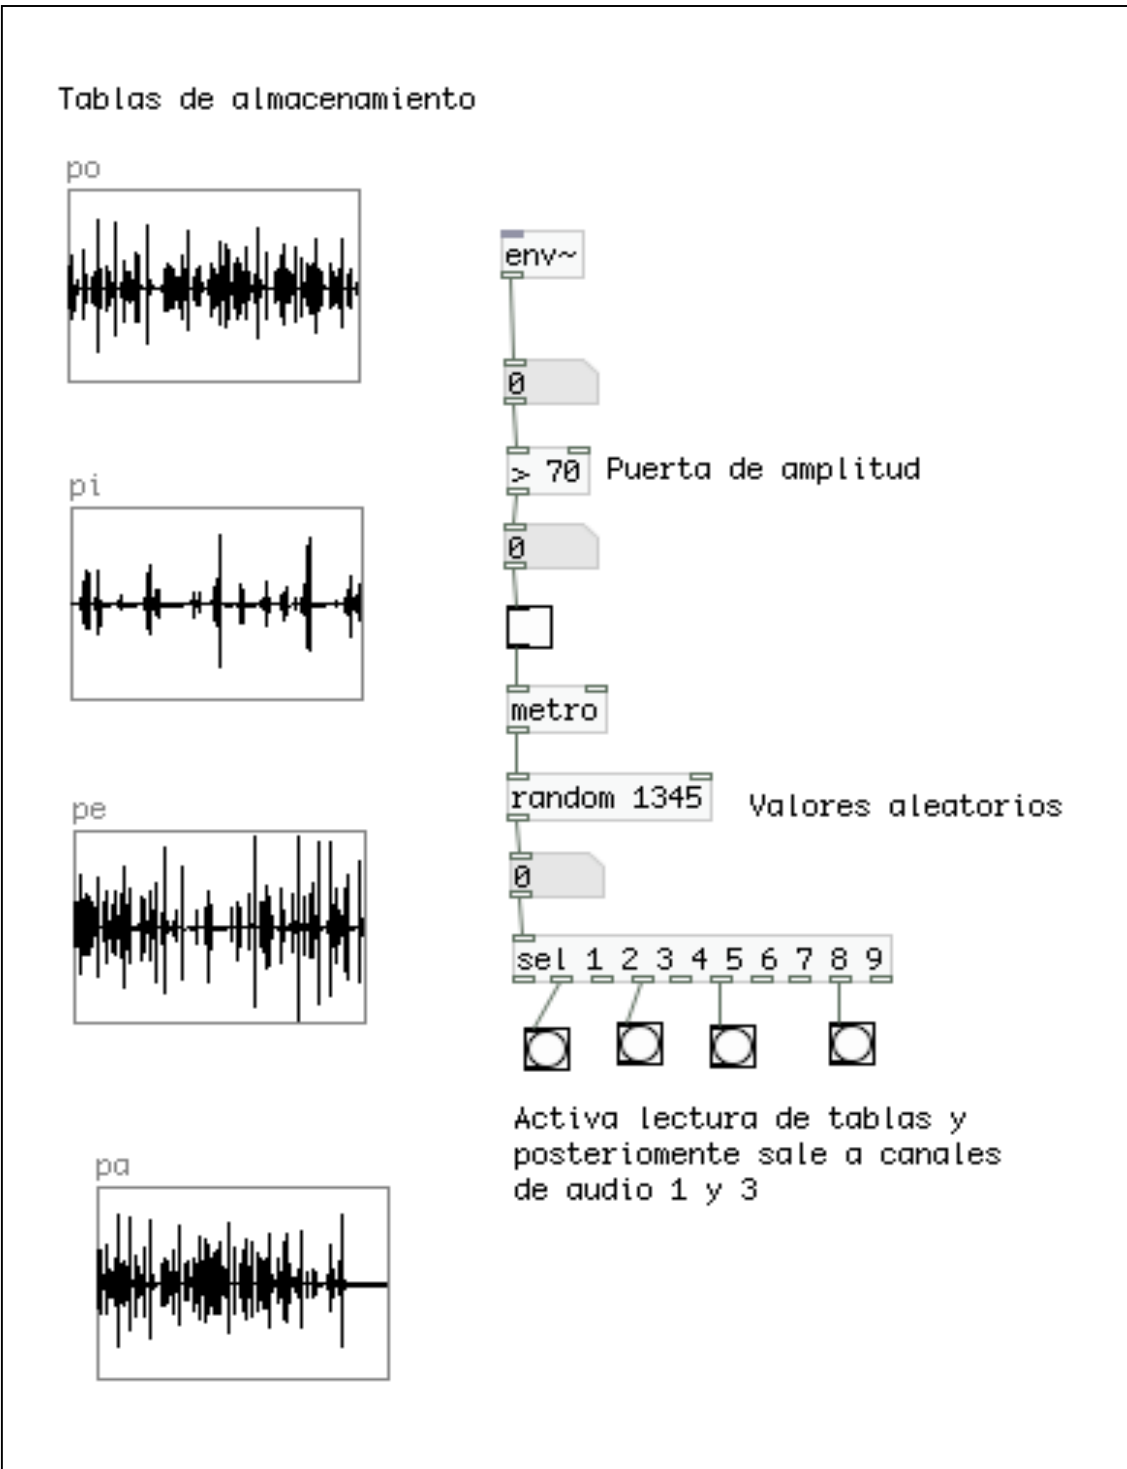 Tablas de almacenamiento
po
pi
pe
pa
env~
0
> 70 Puerta de amplitud
0
metro
random 1345 Valores aleatorios
0
sel 1 2 3 4 5 6 7 8 9
Activa lectura de tablas y
posteriomente sale a canales
de audio 1 y 3